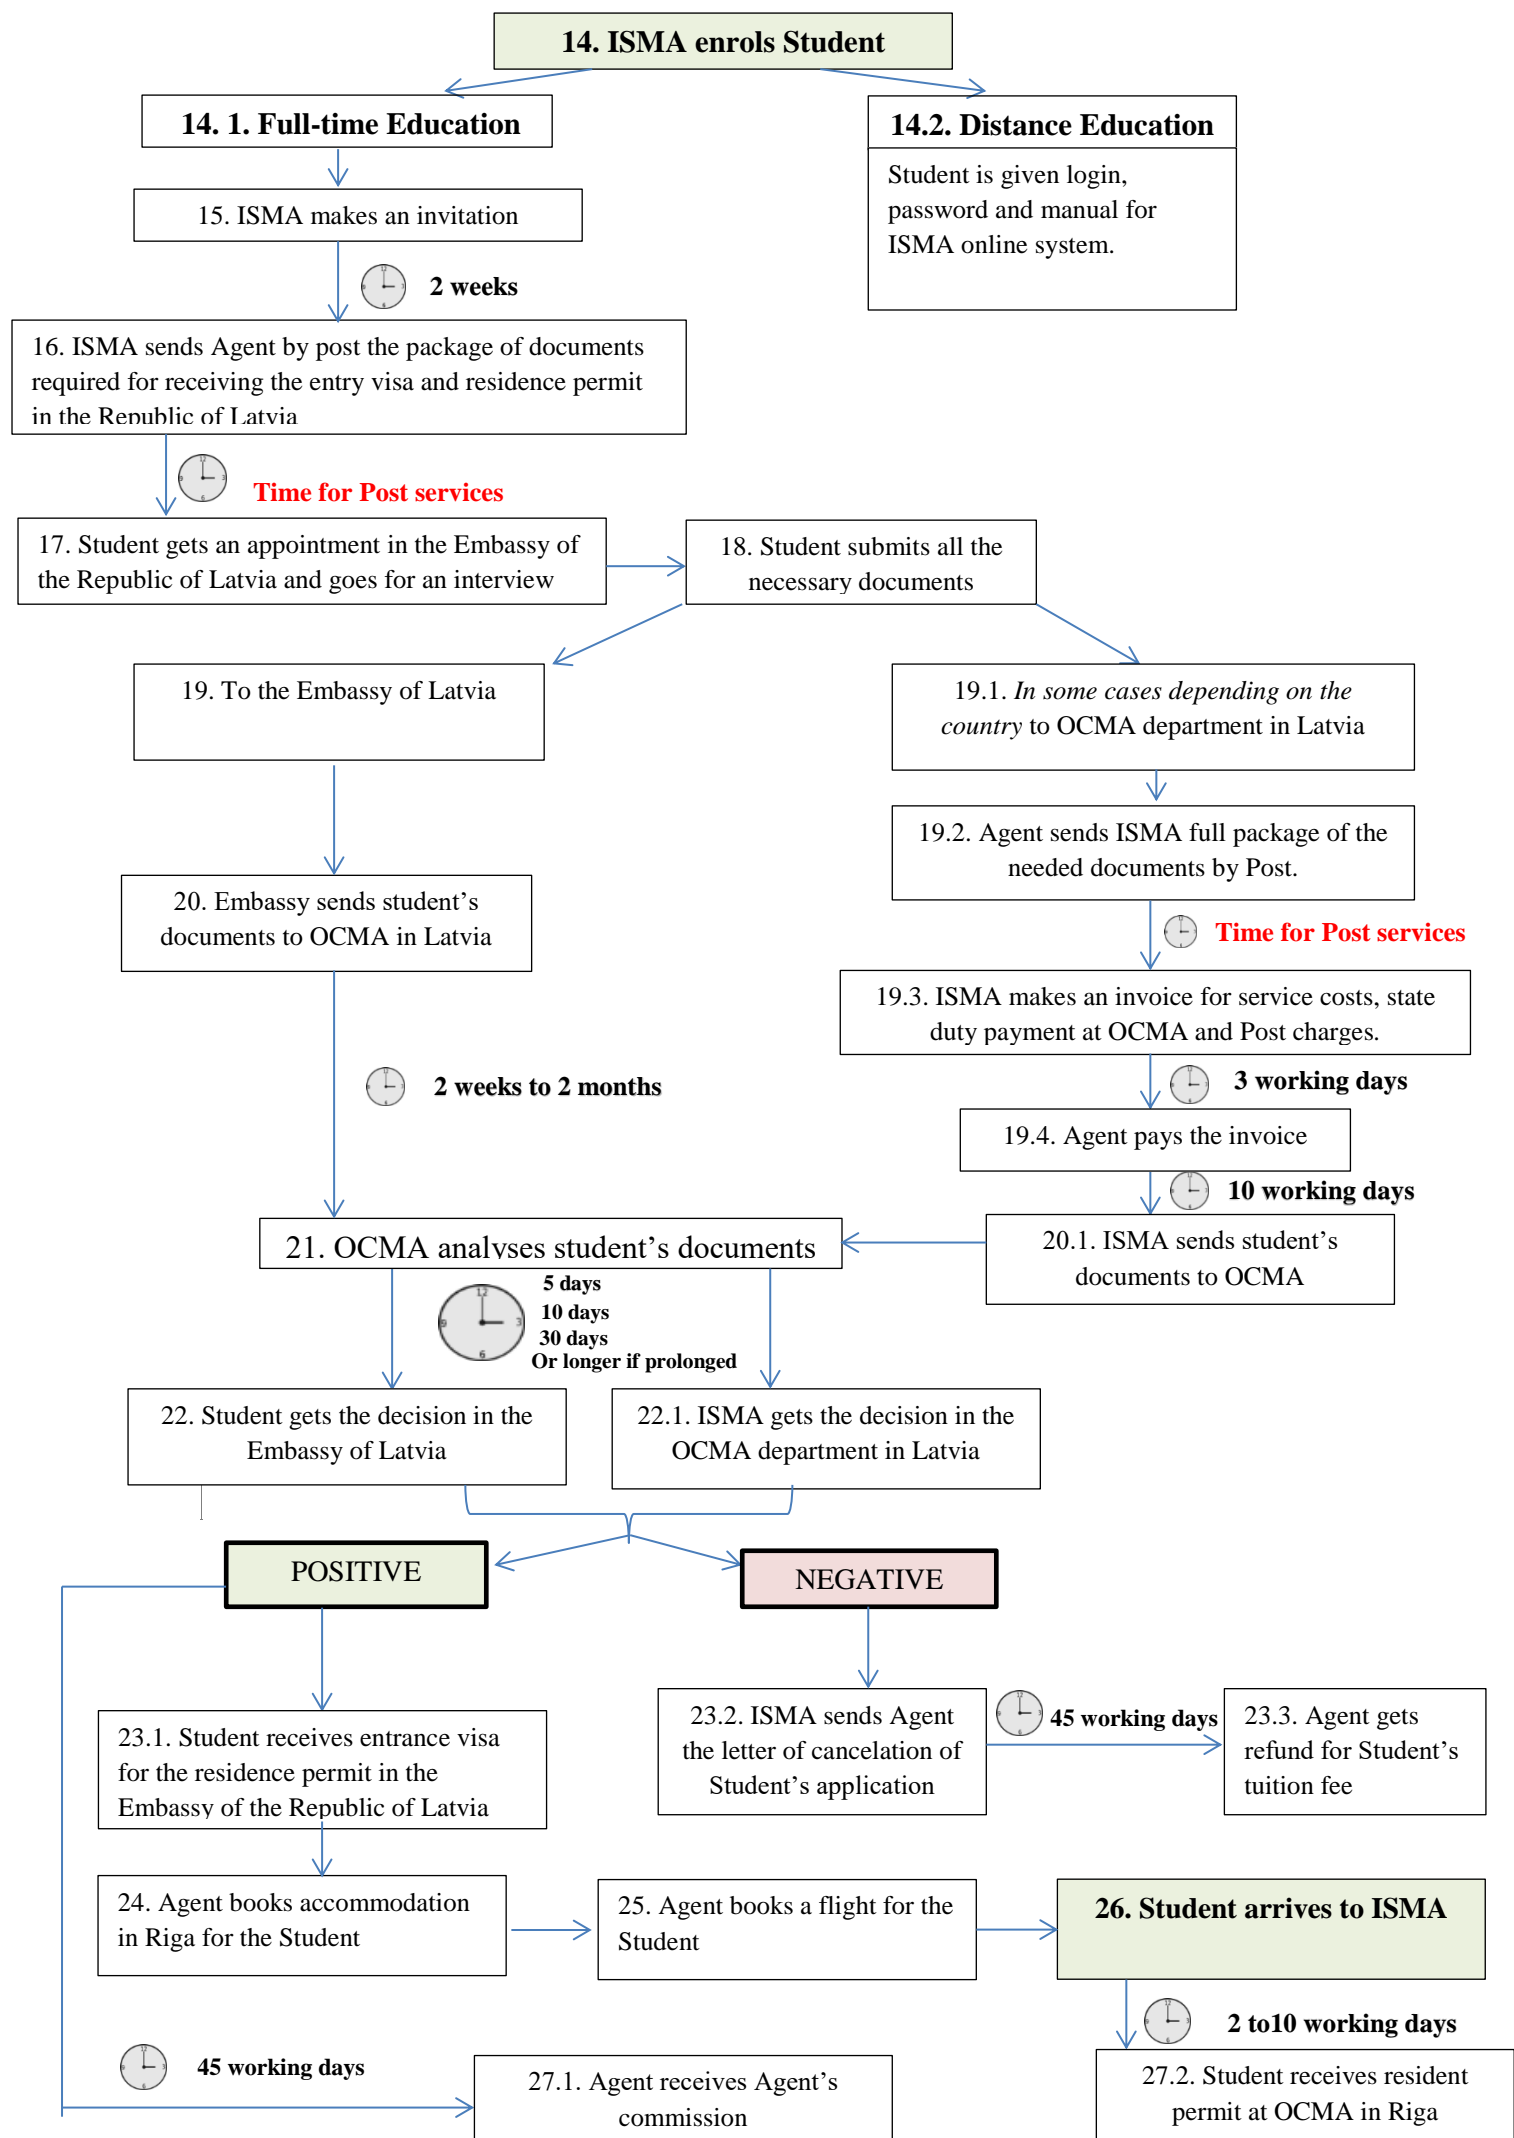 14. ISMA enrols Student
14. 1. Full-time Education
14.2. Distance Education
Student is given login,
password and manual for
ISMA online system.
15. ISMA makes an invitation
2 weeks
16. ISMA sends Agent by post the package of documents
required for receiving the entry visa and residence permit
in the Republic of Latvia
Time for Post services
17. Student gets an appointment in the Embassy of
the Republic of Latvia and goes for an interview
18. Student submits all the
necessary documents
19. To the Embassy of Latvia
19.1. In some cases depending on the
country to OCMA department in Latvia
19.2. Agent sends ISMA full package of the
needed documents by Post.
20. Embassy sends student’s
documents to OCMA in Latvia
Time for Post services
19.3. ISMA makes an invoice for service costs, state
duty payment at OCMA and Post charges.
2 weeks to 2 months
3 working days
19.4. Agent pays the invoice
10 working days
21. OCMA analyses student’s documents
20.1. ISMA sends student’s
documents to OCMA
5 days
10 days
30 days
Or longer if prolonged
22. Student gets the decision in the
Embassy of Latvia
22.1. ISMA gets the decision in the
OCMA department in Latvia
POSITIVE
NEGATIVE
23.1. Student receives entrance visa
for the residence permit in the
Embassy of the Republic of Latvia
23.2. ISMA sends Agent
the letter of cancelation of
Student’s application
45 working days
23.3. Agent gets
refund for Student’s
tuition fee
24. Agent books accommodation
in Riga for the Student
25. Agent books a flight for the
Student
26. Student arrives to ISMA
2 to10 working days
45 working days
27.1. Agent receives Agent’s
commission
27.2. Student receives resident
permit at OCMA in Riga